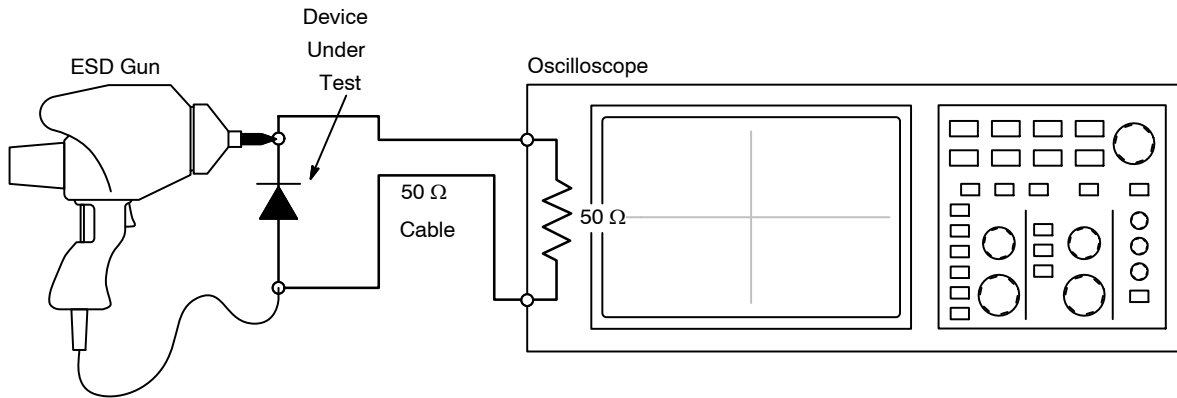 ESD Gun
Device
Under
Test
Oscilloscope
50 Ω
Cable
50 Ω